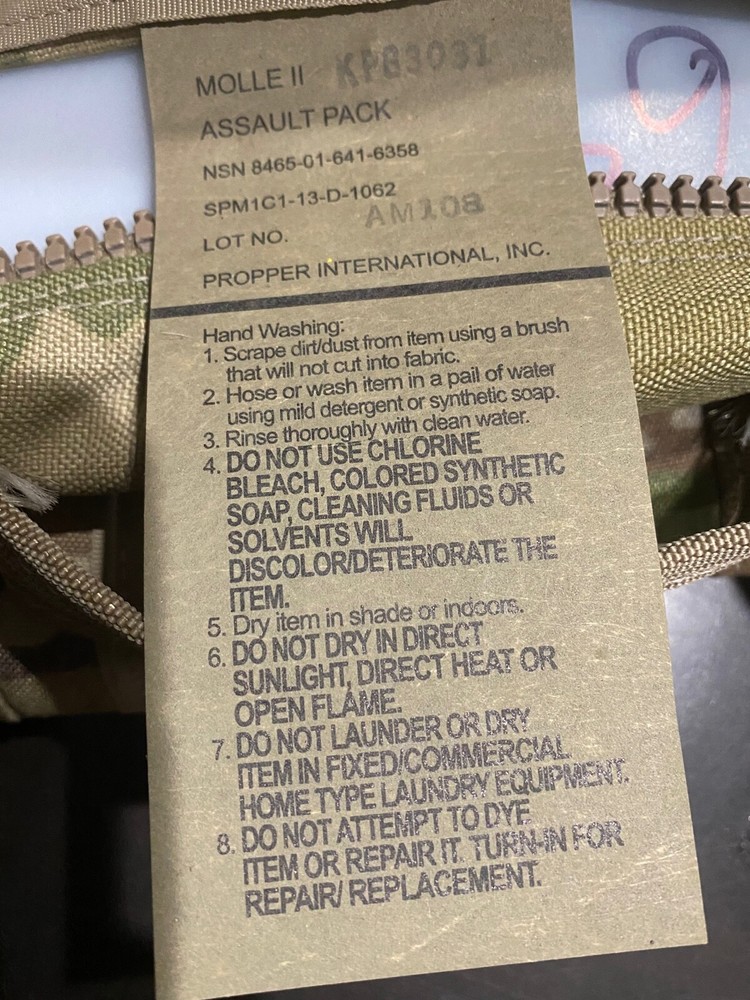 MOLLE II KP83031
ASSAULT PACK
NSN 8465-01-641-6358
SPM1C1-13-D-1062
LOT NO. AM108
PROPPER INTERNATIONAL, INC.
Hand Washing:
1. Scrape dirt/dust from item using a brush
that will not cut into fabric.
2. Hose or wash item in a pail of water
using mild detergent or synthetic soap.
3. Rinse thoroughly with clean water.
4. DO NOT USE CHLORINE
BLEACH, COLORED SYNTHETIC
SOAP, CLEANING FLUIDS OR
SOLVENTS WILL
DISCOLOR/DETERIORATE THE
ITEM.
5. Dry item in shade or indoors.
6. DO NOT DRY IN DIRECT
SUNLIGHT, DIRECT HEAT OR
OPEN FLAME.
7. DO NOT LAUNDER OR DRY
ITEM IN FIXED/COMMERCIAL
HOME TYPE LAUNDRY EQUIPMENT.
8. DO NOT ATTEMPT TO DYE
ITEM OR REPAIR IT. TURN-IN FOR
REPAIR/ REPLACEMENT.